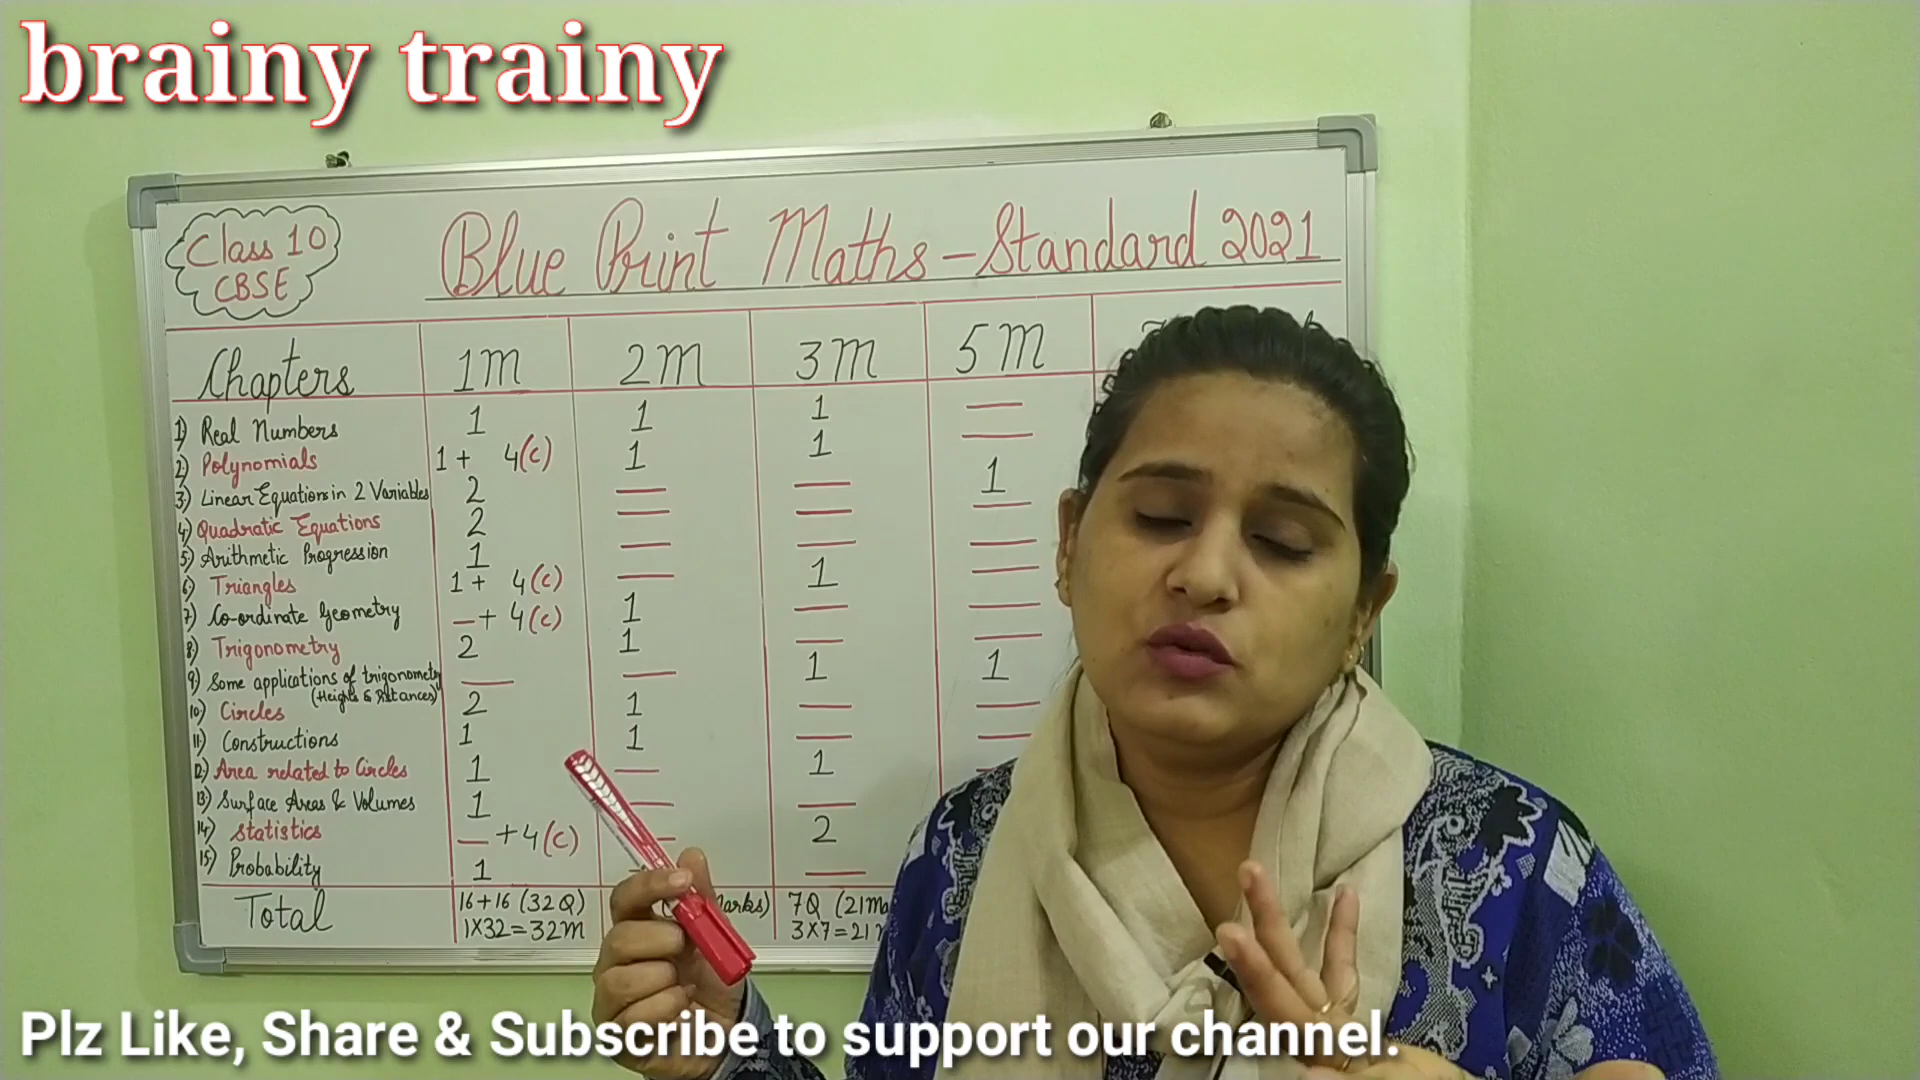 brainy trainy
Class 10
CBSE
Blue Print Maths - Standard 2021
Chapters 1M 2M 3M 5M
1) Real Numbers 1 1 1 —
2) Polynomials 1 + 4(c) 1 1 —
3) Linear Equations in 2 Variables 2 — — 1
4) Quadratic Equations 2 — — —
5) Arithmetic Progression 1 — — —
6) Triangles 1 + 4(c) — 1 —
7) Co-ordinate Geometry — + 4(c) 1 — —
8) Trigonometry 2 1 — —
9) Some applications of trigonometry — — 1 1
(Heights & Distances)
10) Circles 2 1 — —
11) Constructions 1 1 — —
12) Area related to Circles 1 — 1
13) Surface Areas & Volumes 1 — —
14) Statistics — + 4(c) — 2
15) Probability 1 —
Total 16+16 (32Q) 7Q
1X32=32M 3X7=21
Plz Like, Share & Subscribe to support our channel.